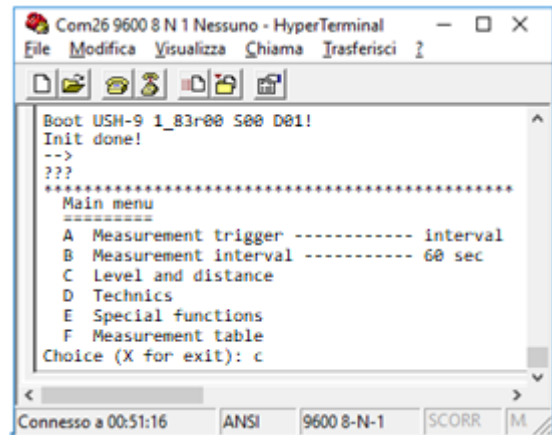 Com26 9600 8 N 1 Nessuno - HyperTerminal
File Modifica Visualizza Chiama Trasferisci ?
Boot USH-9 1_83r00 S00 D01!
Init done!
-->
???
************************************************
Main menu
=========
A Measurement trigger ------------ interval
B Measurement interval ----------- 60 sec
C Level and distance
D Technics
E Special functions
F Measurement table
Choice (X for exit): c
Connesso a 00:51:16 ANSI 9600 8-N-1 SCORR M